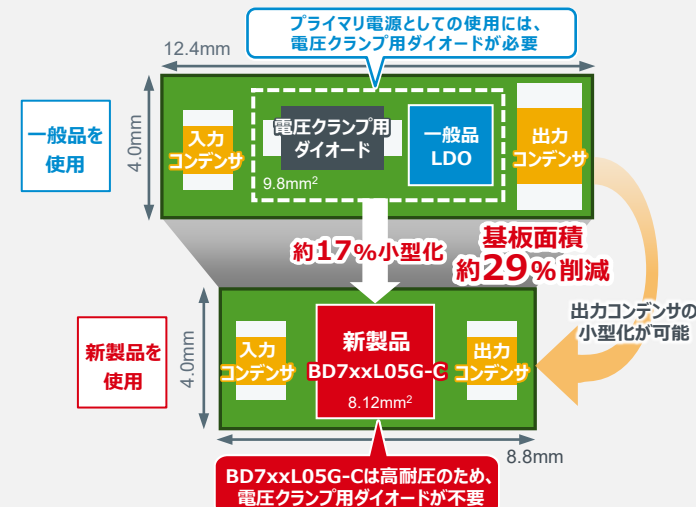 プライマリ電源としての使用には、
電圧クランプ用ダイオードが必要
12.4mm
一般品を
使用
4.0mm
入力
コンデンサ
電圧クランプ用
ダイオード
一般品
LDO
出力
コンデンサ
9.8mm²
約17%小型化
基板面積
約29%削減
出力コンデンサの
小型化が可能
新製品を
使用
4.0mm
入力
コンデンサ
新製品
BD7xxL05G-C
8.12mm²
出力
コンデンサ
8.8mm
BD7xxL05G-Cは高耐圧のため、
電圧クランプ用ダイオードが不要